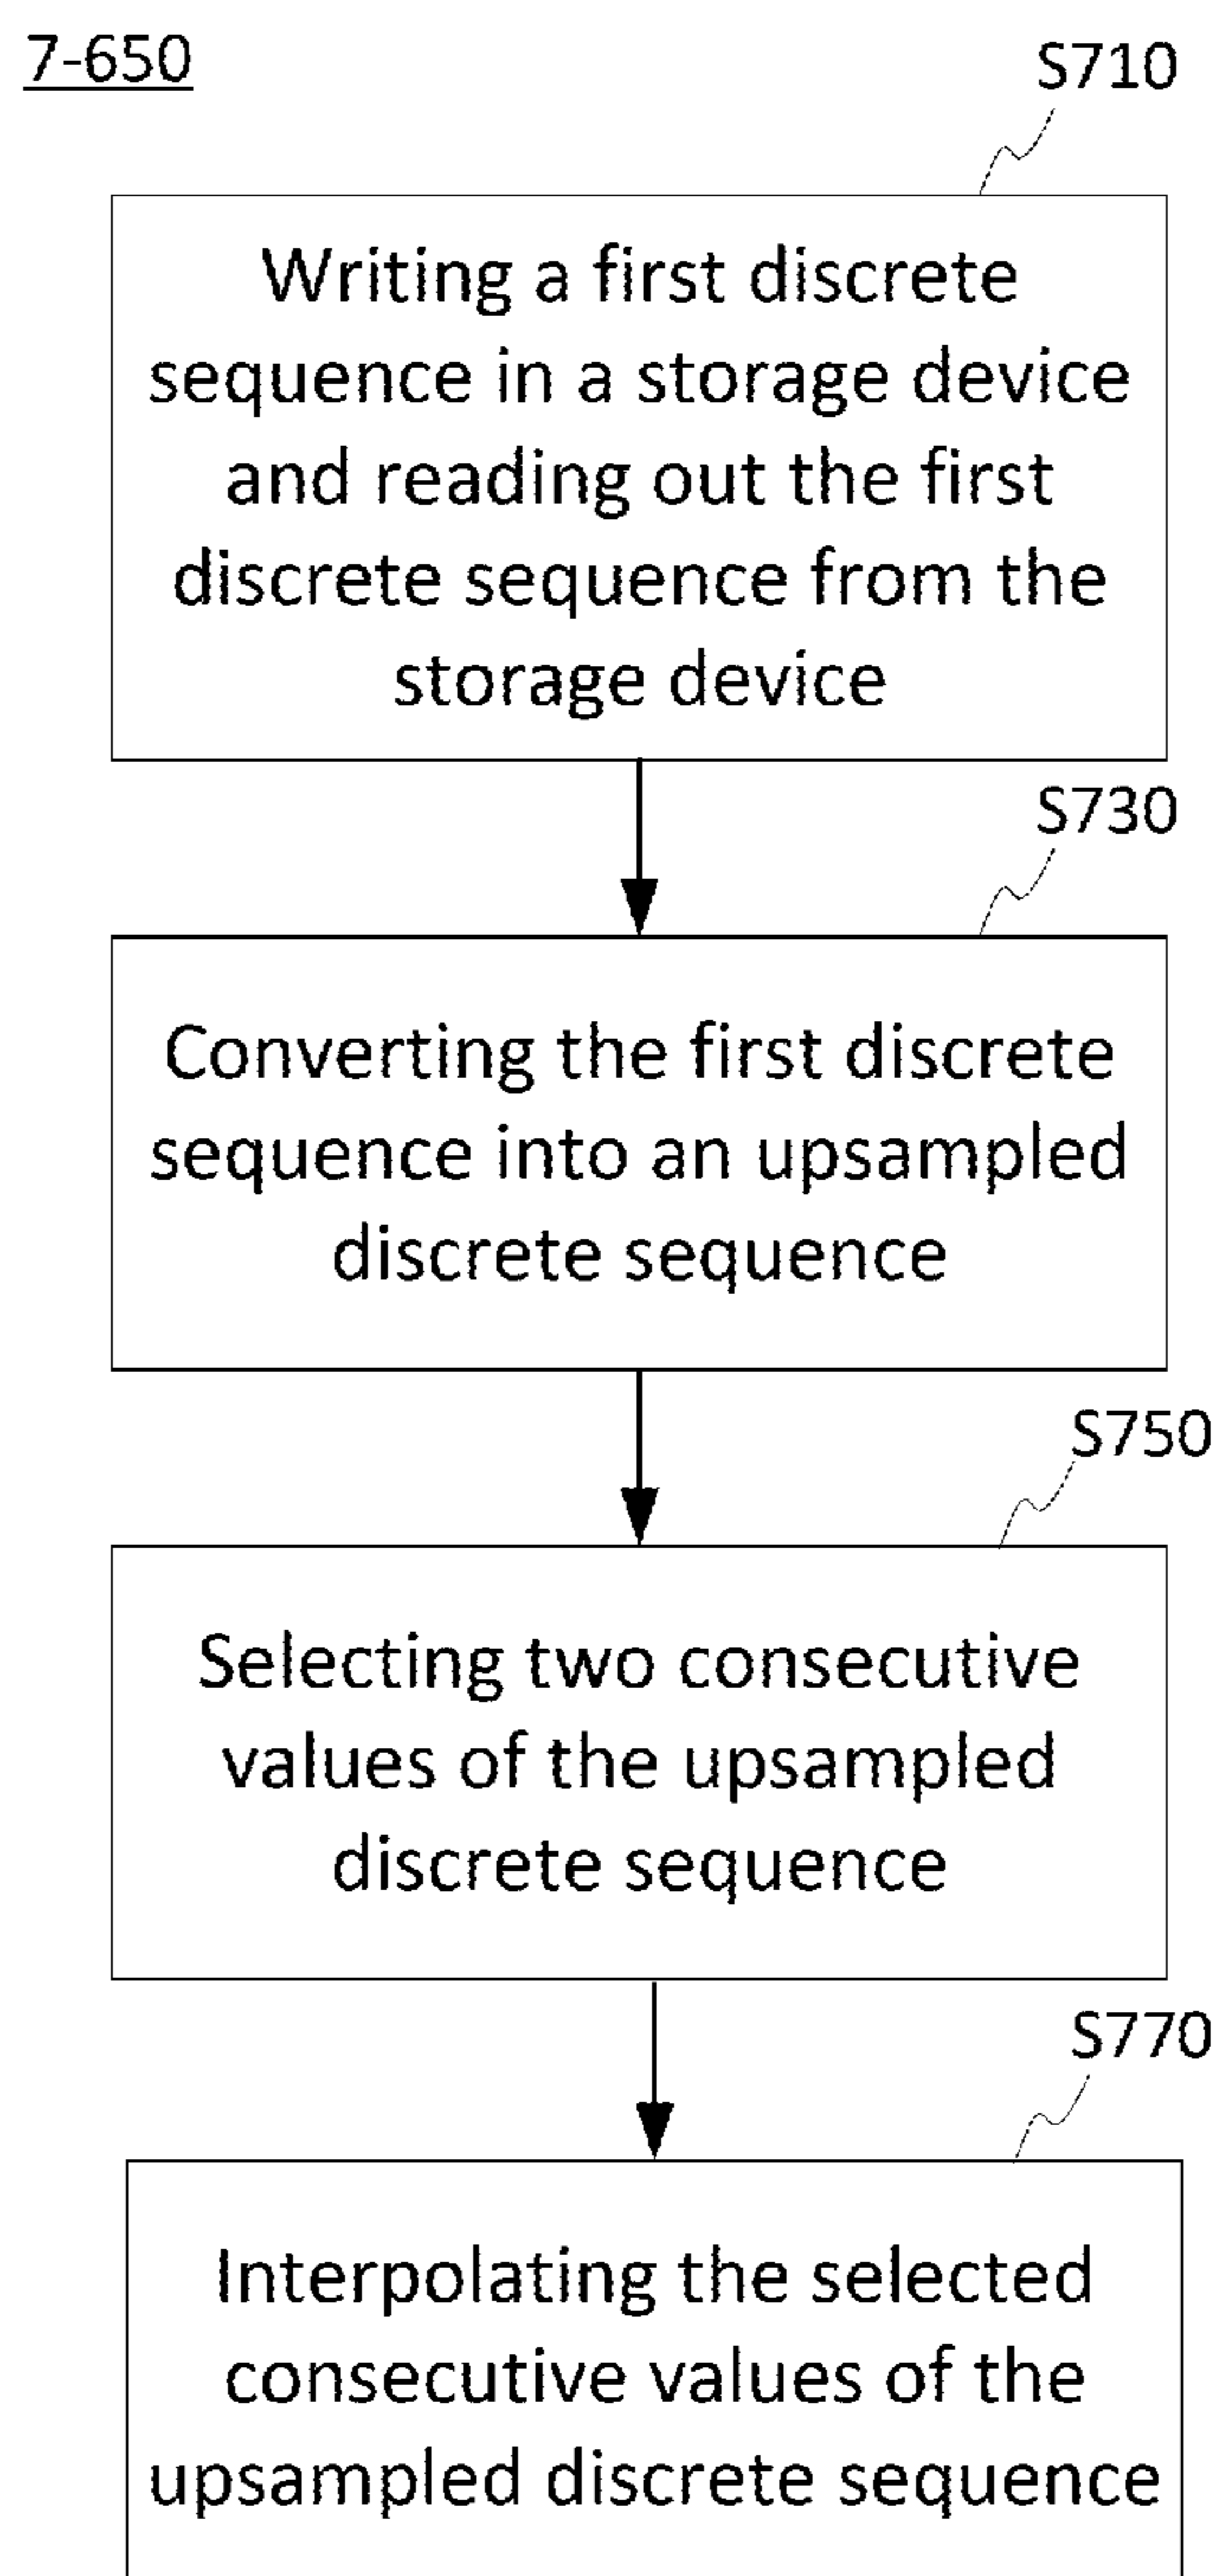 7-650
S710
Writing a first discrete
sequence in a storage device
and reading out the first
discrete sequence from the
storage device
S730
Converting the first discrete
sequence into an upsampled
discrete sequence
S750
Selecting two consecutive
values of the upsampled
discrete sequence
S770
Interpolating the selected
consecutive values of the
upsampled discrete sequence